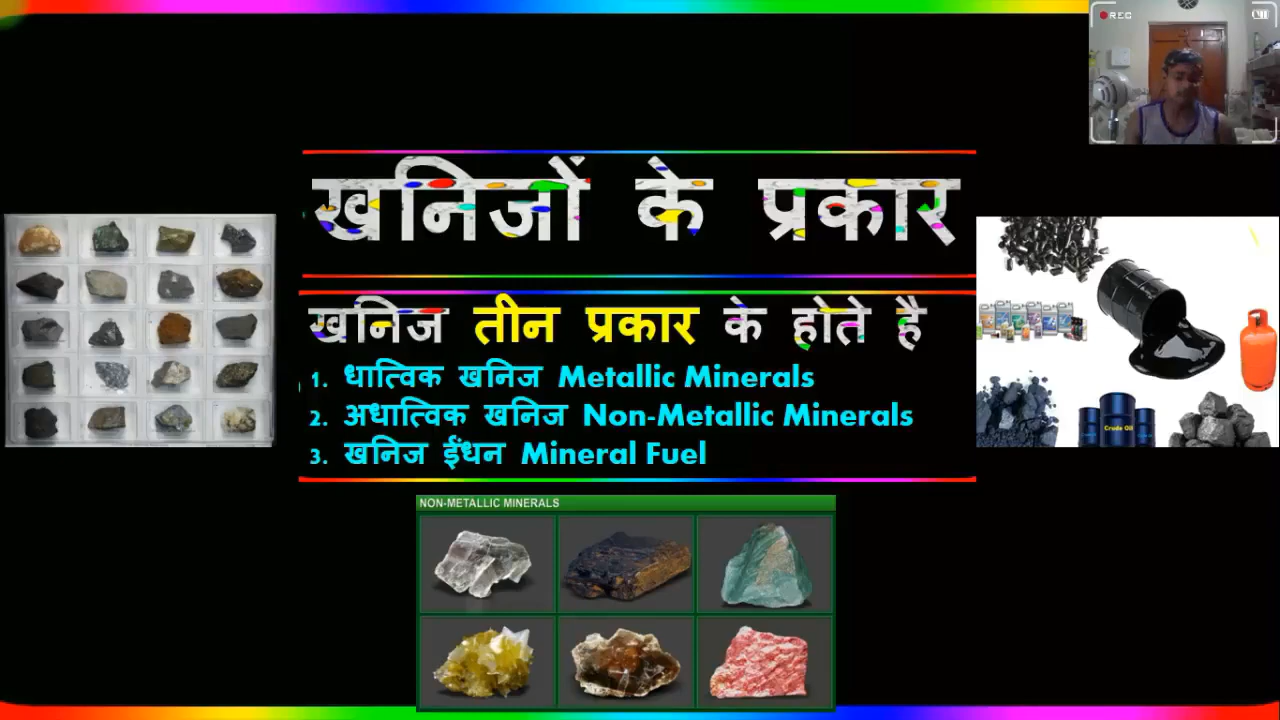 REC
खनिजों के प्रकार
खनिज तीन प्रकार के होते है
1. धात्विक खनिज Metallic Minerals
2. अधात्विक खनिज Non-Metallic Minerals
3. खनिज ईंधन Mineral Fuel
Crude Oil
NON-METALLIC MINERALS